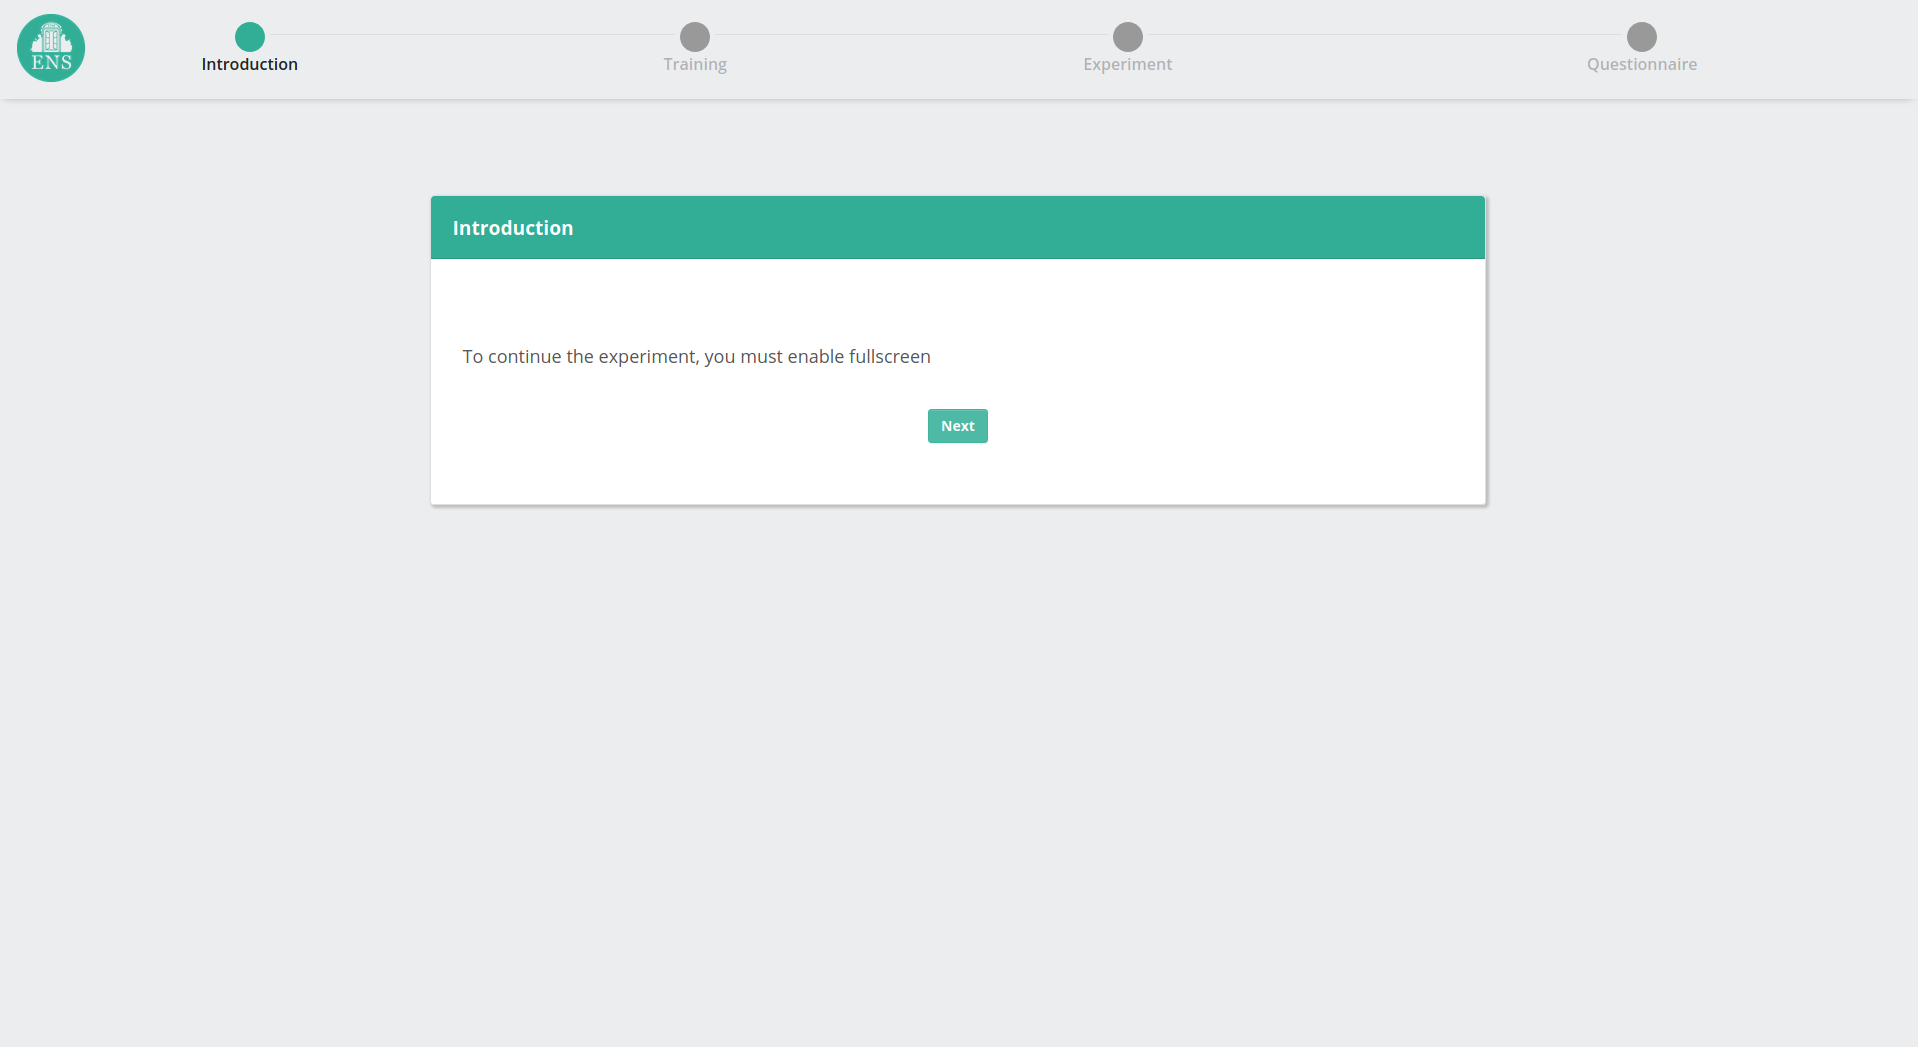 ENS
Introduction
Training
Experiment
Questionnaire
Introduction
To continue the experiment, you must enable fullscreen
Next